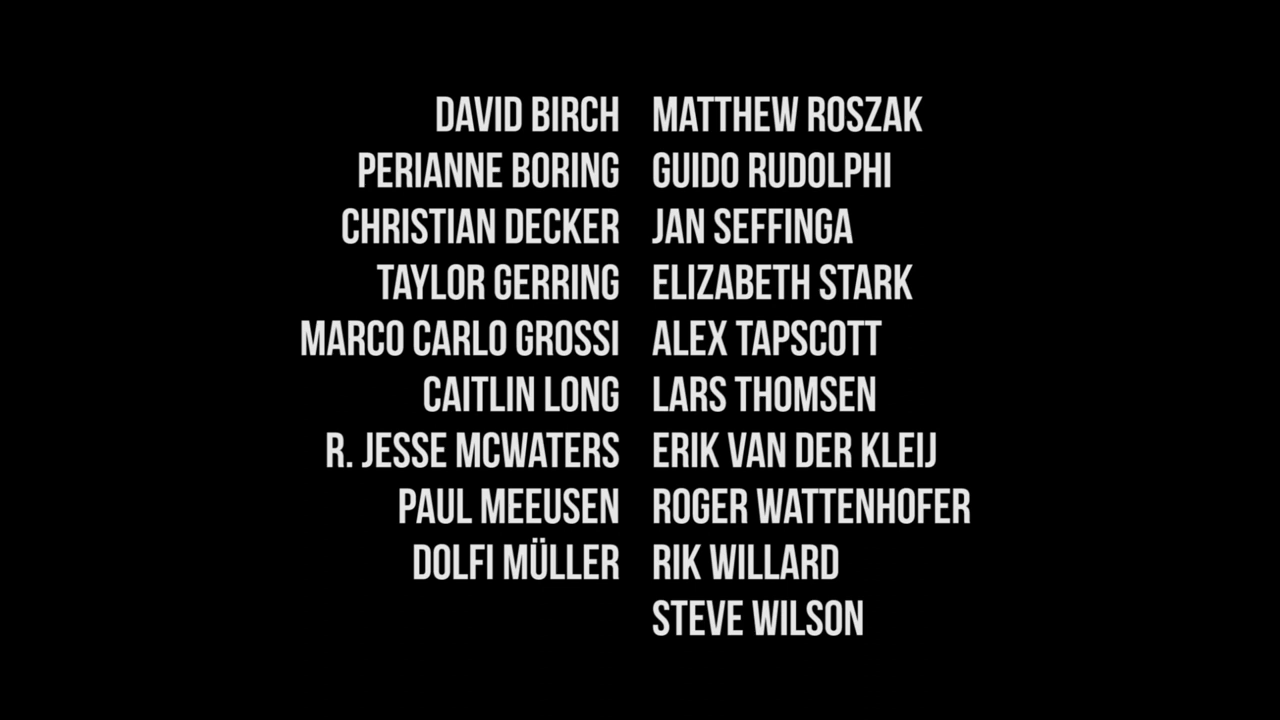 DAVID BIRCH
PERIANNE BORING
CHRISTIAN DECKER
TAYLOR GERRING
MARCO CARLO GROSSI
CAITLIN LONG
R. JESSE MCWATERS
PAUL MEEUSEN
DOLFI MÜLLER
MATTHEW ROSZAK
GUIDO RUDOLPHI
JAN SEFFINGA
ELIZABETH STARK
ALEX TAPSCOTT
LARS THOMSEN
ERIK VAN DER KLEIJ
ROGER WATTENHOFER
RIK WILLARD
STEVE WILSON